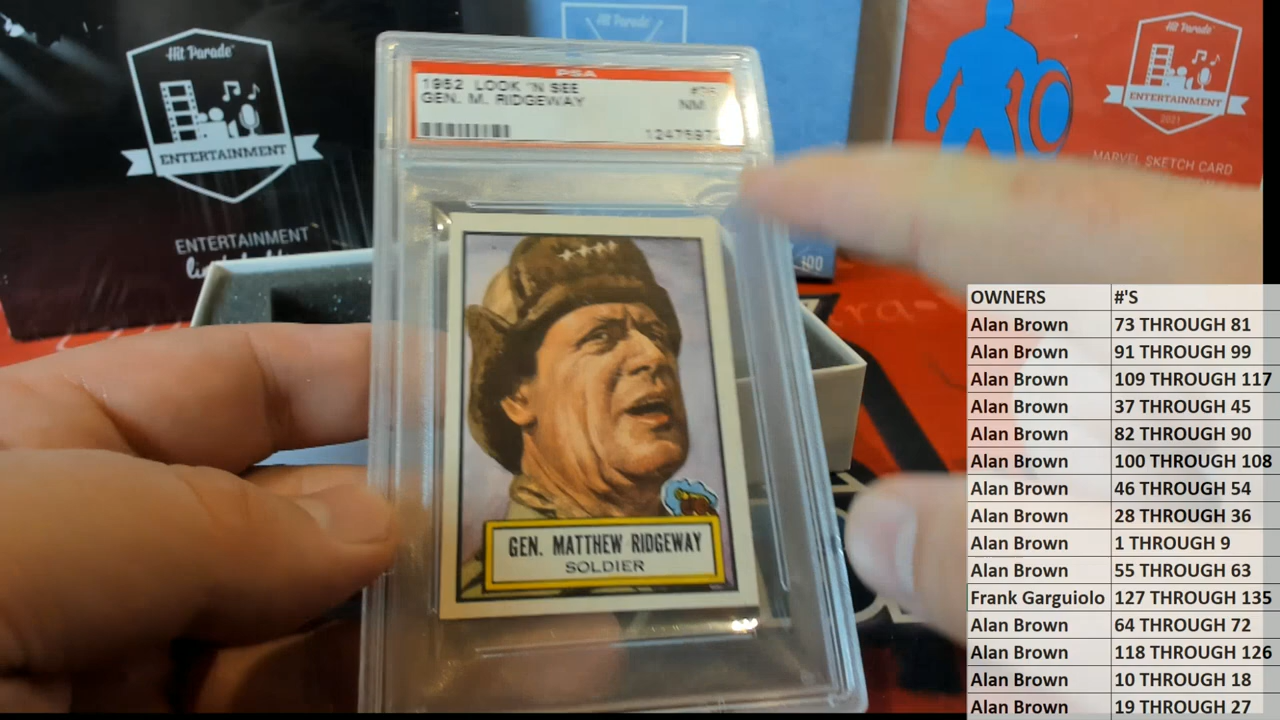 Hit Parade
ENTERTAINMENT
ENTERTAINMENT
Hit Parade
100
Hit Parade
ENTERTAINMENT
2021
MARVEL SKETCH CARD
PSA
1952 LOOK 'N SEE
GEN. M. RIDGEWAY
NM
GEN. MATTHEW RIDGEWAY
SOLDIER
OWNERS #'S
Alan Brown 73 THROUGH 81
Alan Brown 91 THROUGH 99
Alan Brown 109 THROUGH 117
Alan Brown 37 THROUGH 45
Alan Brown 82 THROUGH 90
Alan Brown 100 THROUGH 108
Alan Brown 46 THROUGH 54
Alan Brown 28 THROUGH 36
Alan Brown 1 THROUGH 9
Alan Brown 55 THROUGH 63
Frank Garguiolo 127 THROUGH 135
Alan Brown 64 THROUGH 72
Alan Brown 118 THROUGH 126
Alan Brown 10 THROUGH 18
Alan Brown 19 THROUGH 27